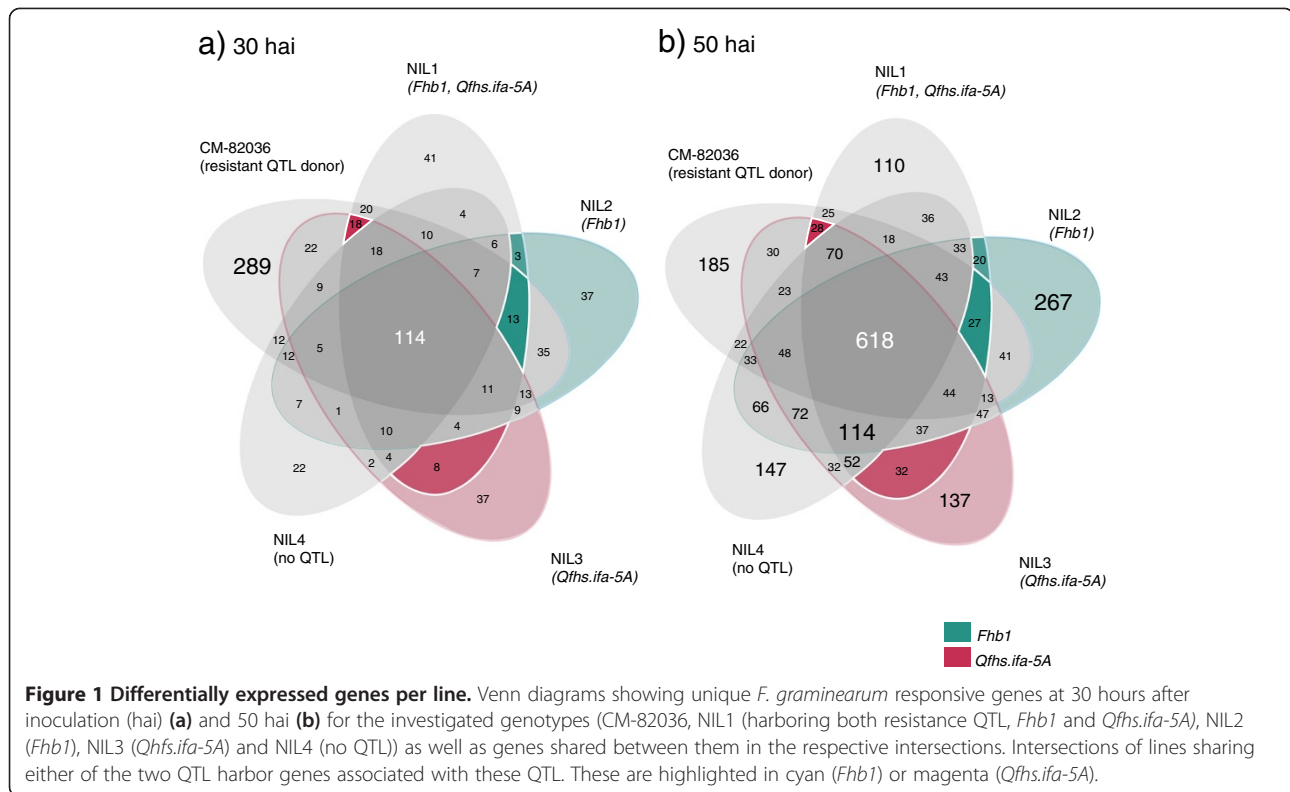 a) 30 hai
NIL1
(Fhb1, Qfhs.ifa-5A)
CM-82036
(resistant QTL donor)
NIL2
(Fhb1)
41
20
18
4
10
6
3
22
18
7
37
289
9
13
114
12
12
5
35
11
13
9
7
1
4
10
4
2
8
22
37
NIL4
(no QTL)
NIL3
(Qfhs.ifa-5A)
b) 50 hai
NIL1
(Fhb1, Qfhs.ifa-5A)
CM-82036
(resistant QTL donor)
NIL2
(Fhb1)
110
25
28
36
18
33
20
30
70
43
185
267
23
27
618
22
33
48
41
44
13
47
66
72
114
37
52
32
32
147
137
NIL4
(no QTL)
NIL3
(Qfhs.ifa-5A)
Fhb1
Qfhs.ifa-5A
Figure 1 Differentially expressed genes per line. Venn diagrams showing unique F. graminearum responsive genes at 30 hours after
inoculation (hai) (a) and 50 hai (b) for the investigated genotypes (CM-82036, NIL1 (harboring both resistance QTL, Fhb1 and Qfhs.ifa-5A), NIL2
(Fhb1), NIL3 (Qhfs.ifa-5A) and NIL4 (no QTL)) as well as genes shared between them in the respective intersections. Intersections of lines sharing
either of the two QTL harbor genes associated with these QTL. These are highlighted in cyan (Fhb1) or magenta (Qfhs.ifa-5A).